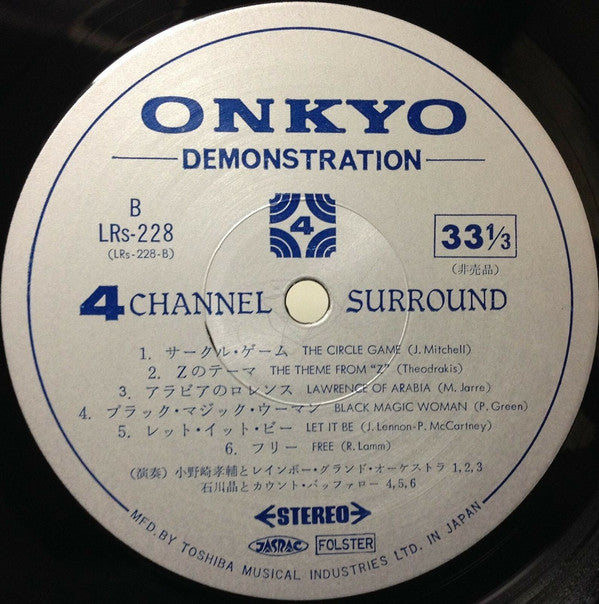 ONKYO
DEMONSTRATION
B
LRs-228
(LRs-228-B)
4
33 1/3
(非売品)
4 CHANNEL SURROUND
1. サークル・ゲーム THE CIRCLE GAME (J. Mitchell)
2. Zのテーマ THE THEME FROM "Z" (Theodrakis)
3. アラビアのロレンス LAWRENCE OF ARABIA (M. Jarre)
4. ブラック・マジック・ウーマン BLACK MAGIC WOMAN (P. Green)
5. レット・イット・ビー LET IT BE (J. Lennon-P. McCartney)
6. フリー FREE (R. Lamm)
(演奏) 小野崎孝輔とレインボー・グランド・オーケストラ 1, 2, 3
石川晶とカウント・バッファロー 4, 5, 6
STEREO
JASRAC FOLSTER
MFD. BY TOSHIBA MUSICAL INDUSTRIES LTD. IN JAPAN